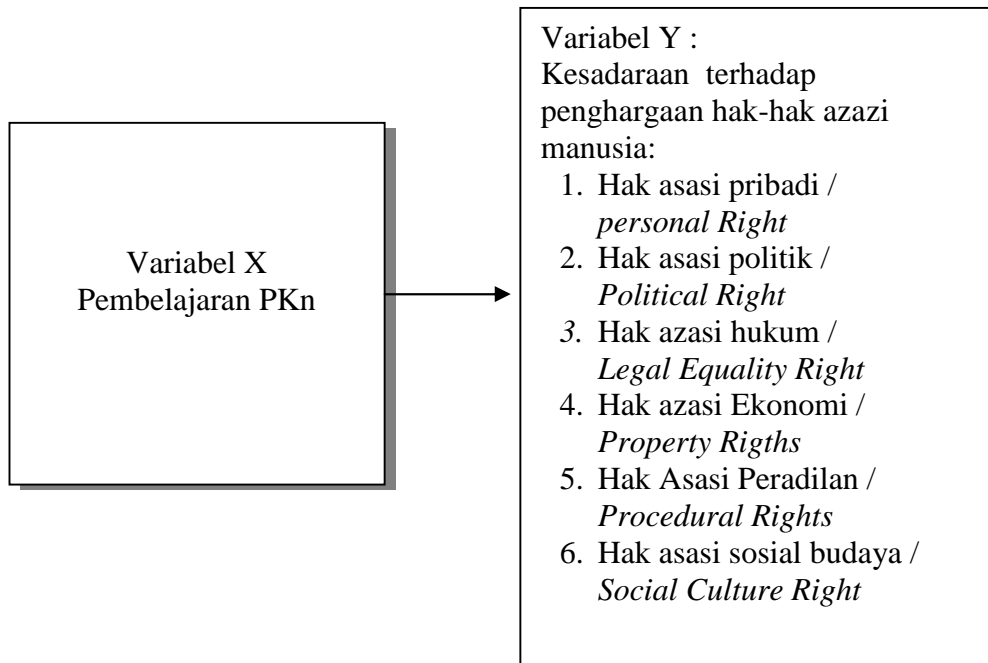 Variabel X
Pembelajaran PKn
Variabel Y :
Kesadaraan terhadap
penghargaan hak-hak azazi
manusia:
1. Hak asasi pribadi /
personal Right
2. Hak asasi politik /
Political Right
3. Hak azasi hukum /
Legal Equality Right
4. Hak azasi Ekonomi /
Property Rigths
5. Hak Asasi Peradilan /
Procedural Rights
6. Hak asasi sosial budaya /
Social Culture Right